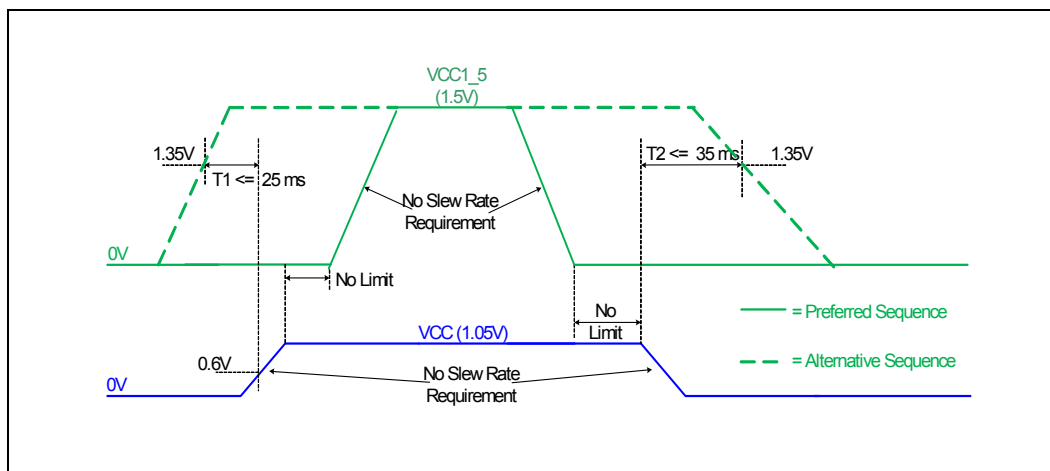 VCC1_5
(1.5V)
1.35V
T1 <= 25 ms
T2 <= 35 ms
1.35V
No Slew Rate
Requirement
0V
No Limit
No
Limit
= Preferred Sequence
VCC (1.05V)
0.6V
= Alternative Sequence
0V
No Slew Rate
Requirement